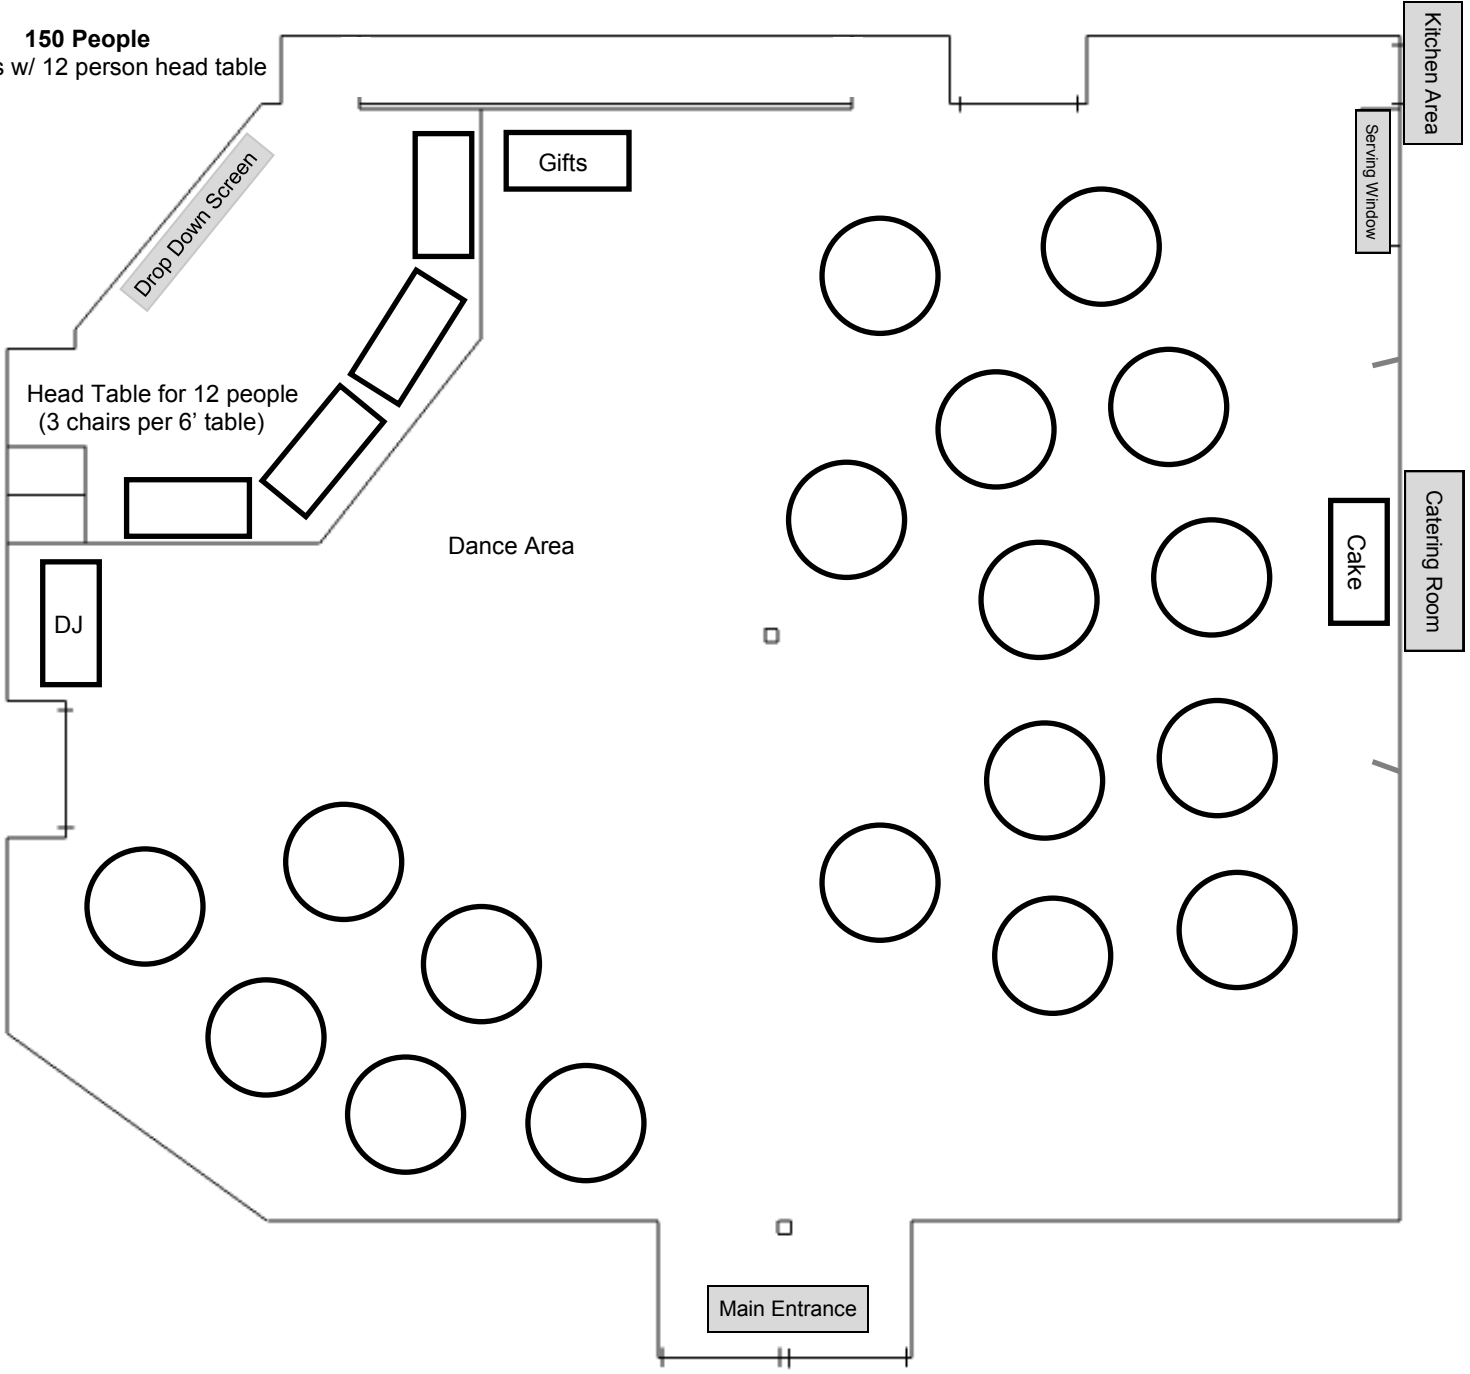 150 People
s w/ 12 person head table
Kitchen Area
Serving Window
Gifts
Drop Down Screen
Head Table for 12 people
(3 chairs per 6’ table)
Dance Area
Cake
Catering Room
DJ
Main Entrance